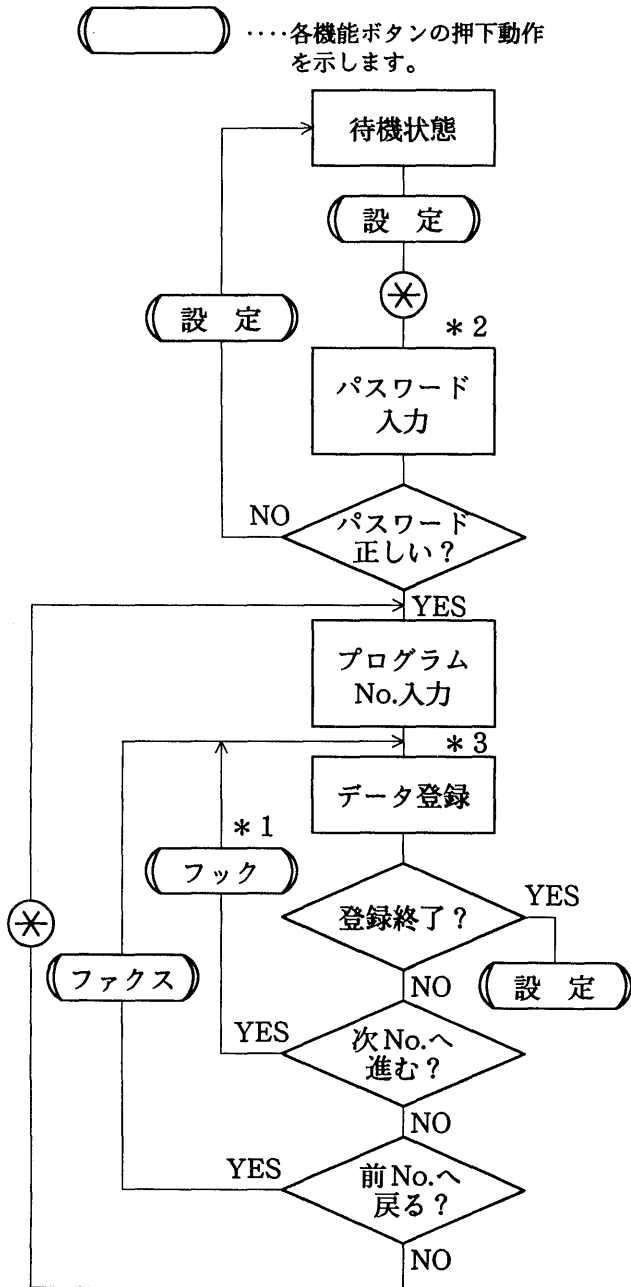 ‥‥各機能ボタンの押下動作
を示します。
待機状態
設 定
＊
＊2
設 定
パスワード
入力
NO
パスワード
正しい？
YES
プログラム
No.入力
＊3
データ登録
＊1
フック
YES
登録終了？
＊
ファクス
設 定
NO
YES
次No.へ
進む？
NO
YES
前No.へ
戻る？
NO